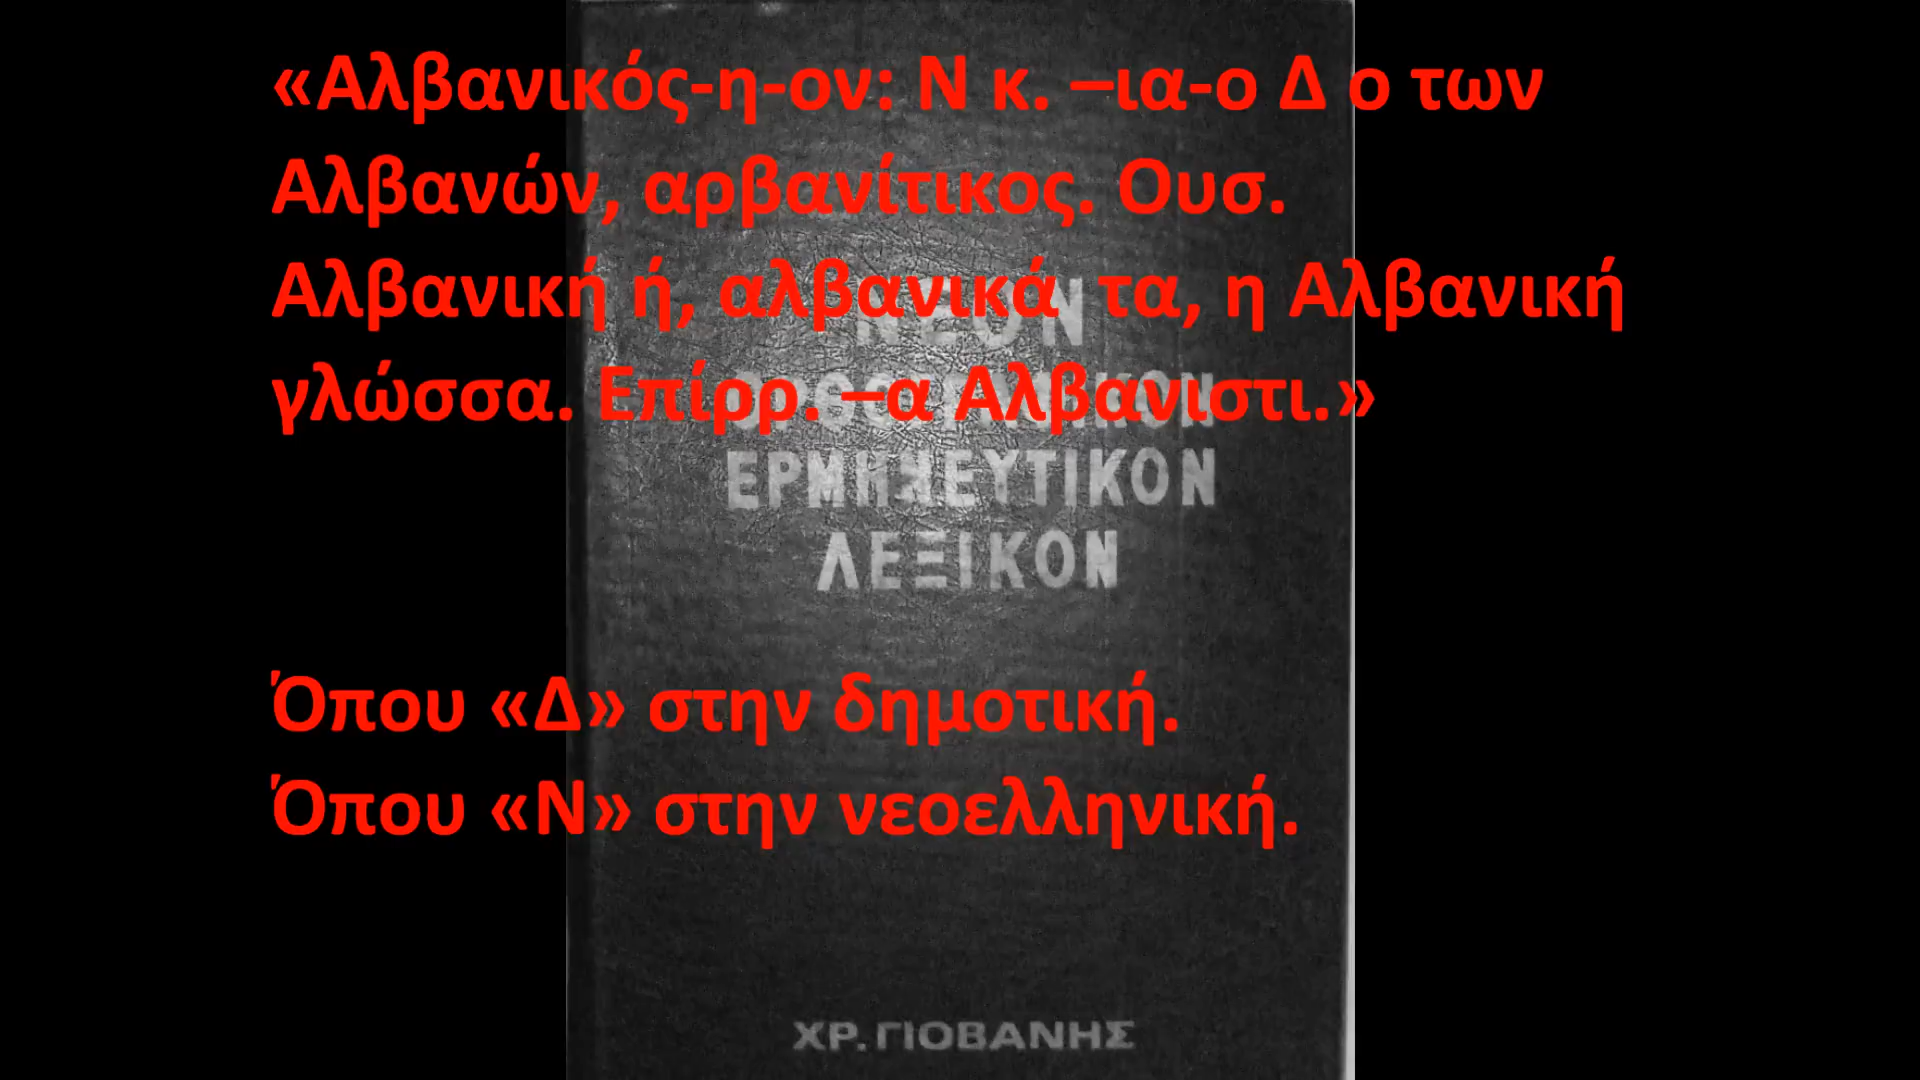 «Αλβανικός-η-ον: Ν κ. –ια-ο Δ ο των
Αλβανών, αρβανίτικος. Ουσ.
Αλβανική ή, αλβανικά τα, η Αλβανική
γλώσσα. Επίρρ. –α Αλβανιστι.»
ΝΕΟΝ
ΕΡΜΗΝΕΥΤΙΚΟΝ
ΛΕΞΙΚΟΝ
Όπου «Δ» στην δημοτική.
Όπου «Ν» στην νεοελληνική.
ΧΡ. ΓΙΟΒΑΝΗΣ